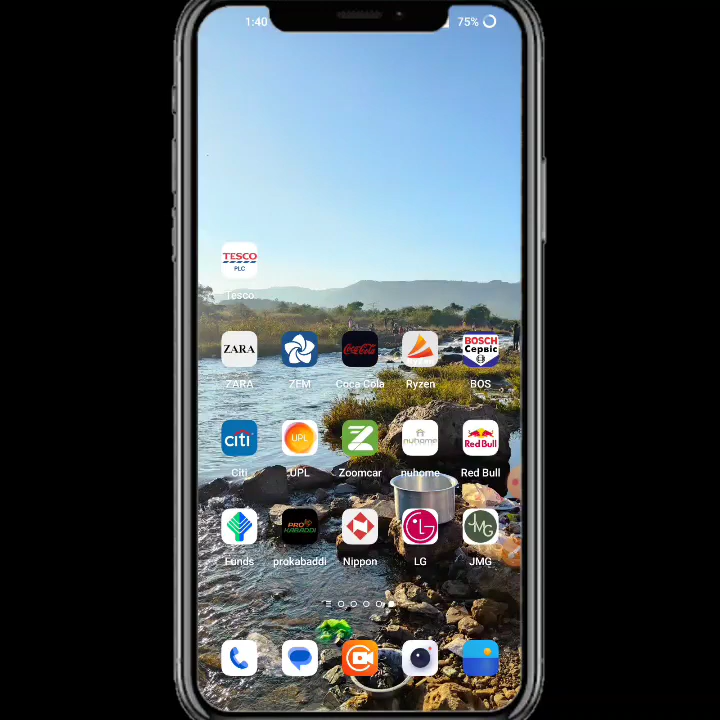 1:40
75%
TESCO
PLC
Tesco
ZARA
Coca Cola
BOSCH
Сервіс
ZARA
ZFM
Coca Cola
Ryzen
BOS
citi
UPL
nuhome
Red Bull
Citi
UPL
Zoomcar
nuhome
Red Bull
PRO
KABADDI
LG
JMG
Funds
prokabaddi
Nippon
LG
JMG